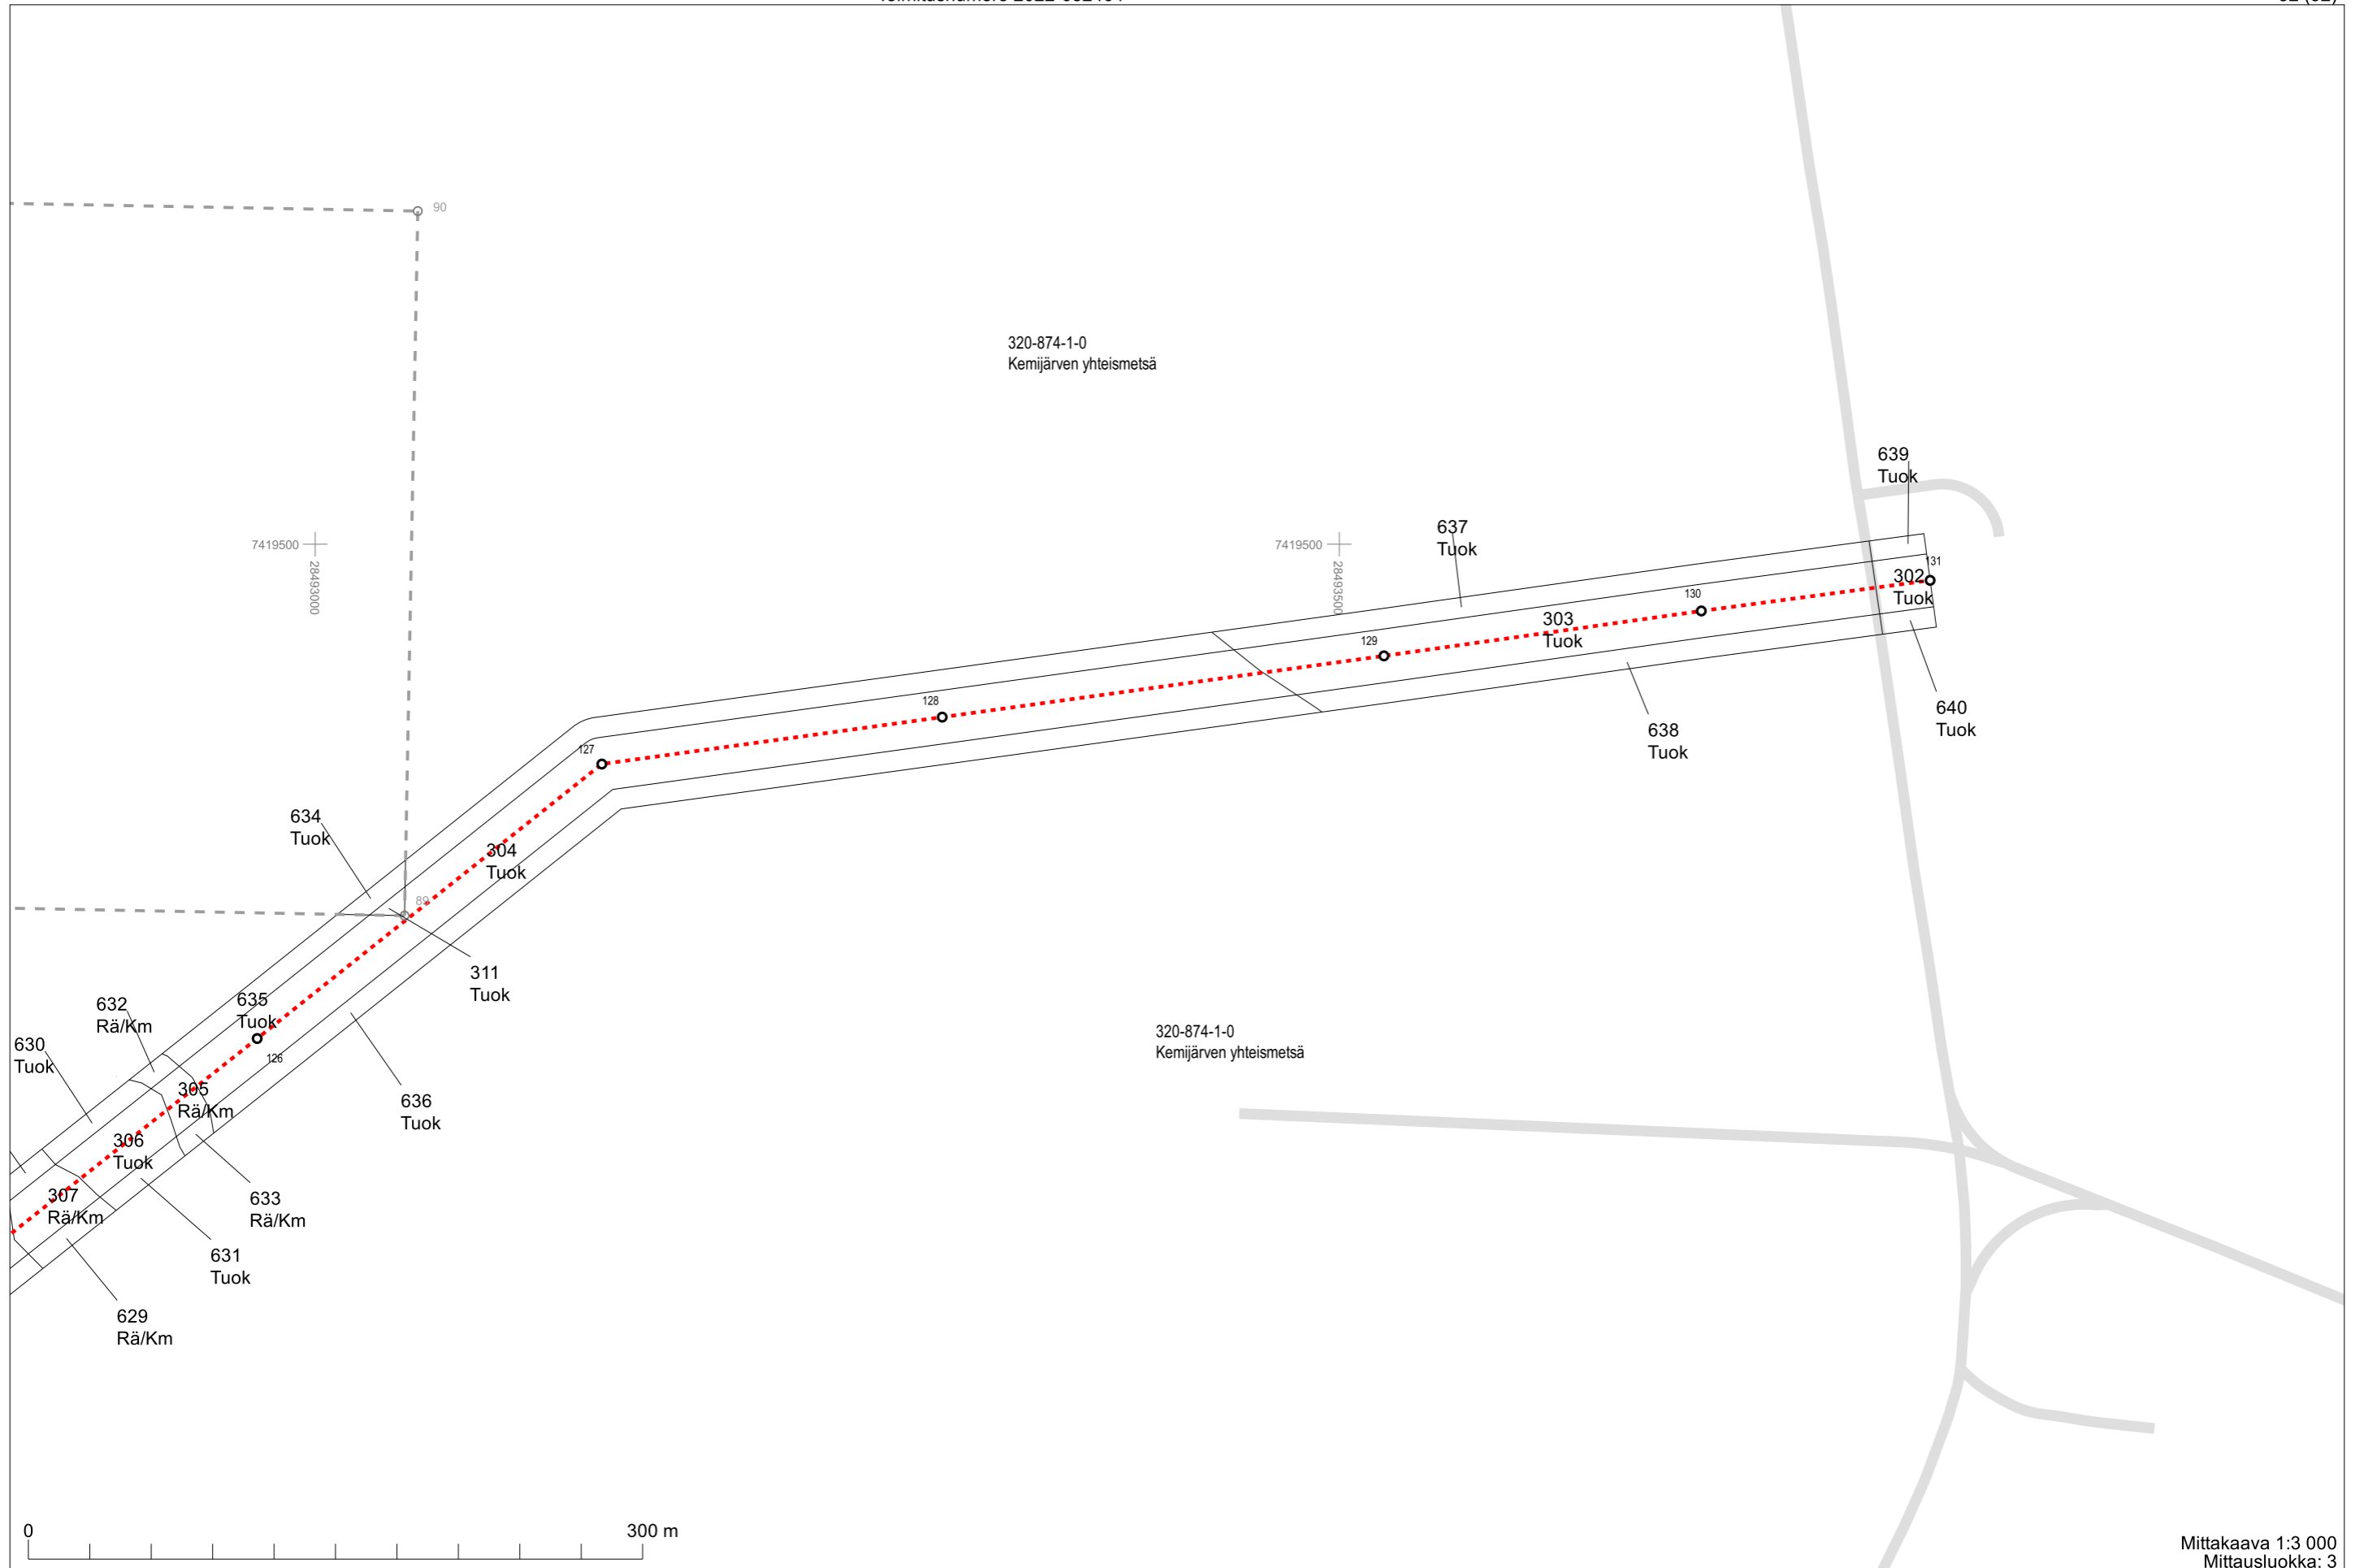 90
320-874-1-0
Kemijärven yhteismetsä
639
Tuok
637
Tuok
7419500
28493000
7419500
28493500
131
302
Tuok
130
303
Tuok
129
640
Tuok
128
638
Tuok
127
634
Tuok
304
Tuok
89
311
Tuok
635
Tuok
632
Rä/Km
630
Tuok
126
320-874-1-0
Kemijärven yhteismetsä
305
Rä/Km
636
Tuok
306
Tuok
307
Rä/Km
633
Rä/Km
631
Tuok
629
Rä/Km
0
300 m
Mittakaava 1:3 000
Mittausluokka: 3